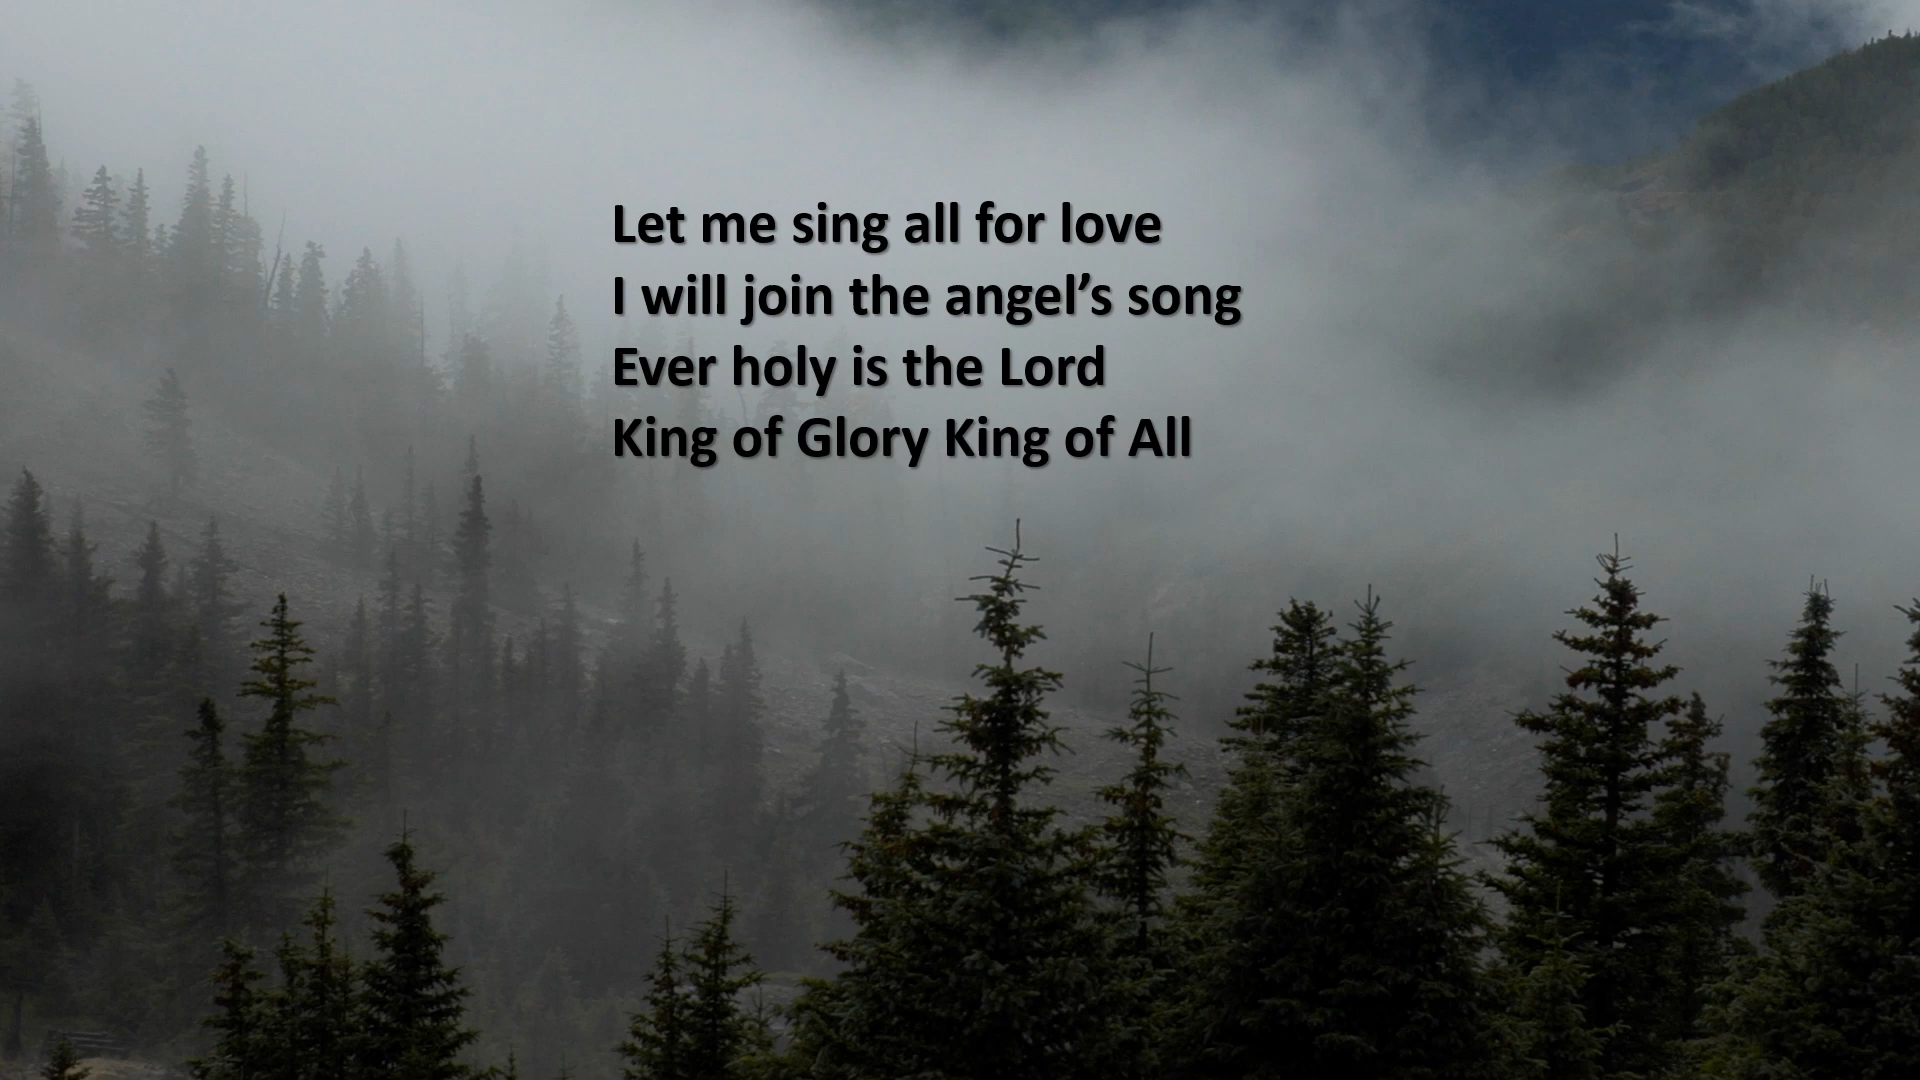 Let me sing all for love
I will join the angel’s song
Ever holy is the Lord
King of Glory King of All